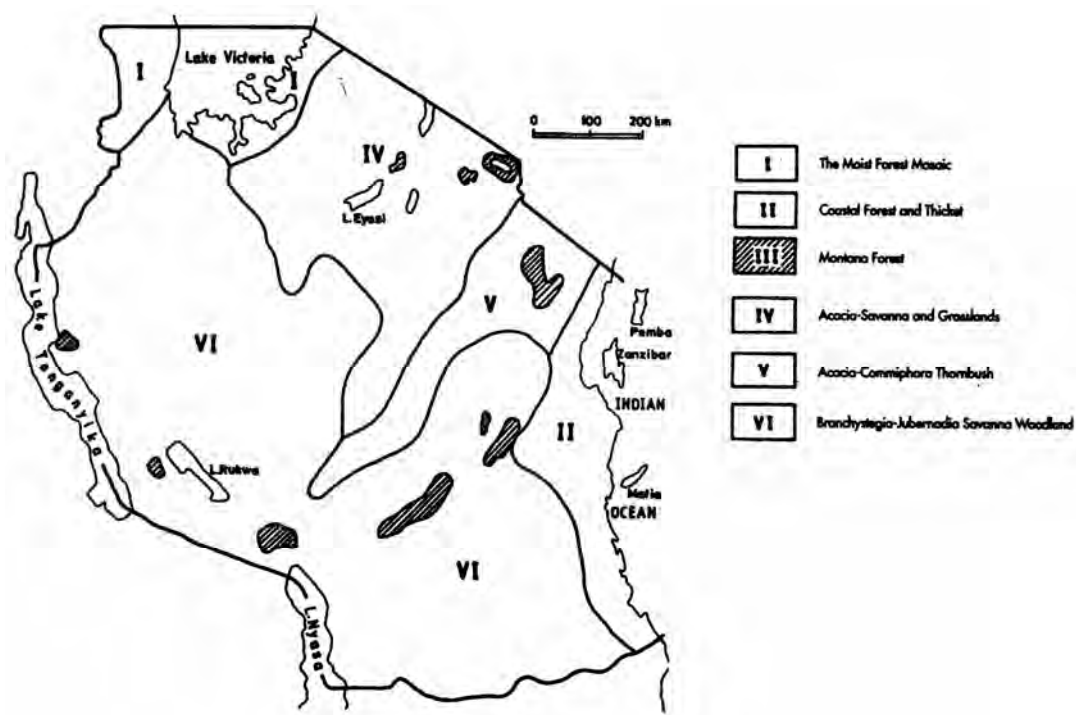 I
Lake Victoria
I
0 100 200 km
IV
L.Eyasi
V
Lake Tanganyika
VI
Pemba
Zanzibar
INDIAN
II
L.Rukwa
Matia
OCEAN
VI
L.Nyasa
I The Moist Forest Mosaic
II Coastal Forest and Thicket
III Montana Forest
IV Acacia-Savanna and Grasslands
V Acacia-Commiphora Thornbush
VI Branchystegia-Jubernadia Savanna Woodland